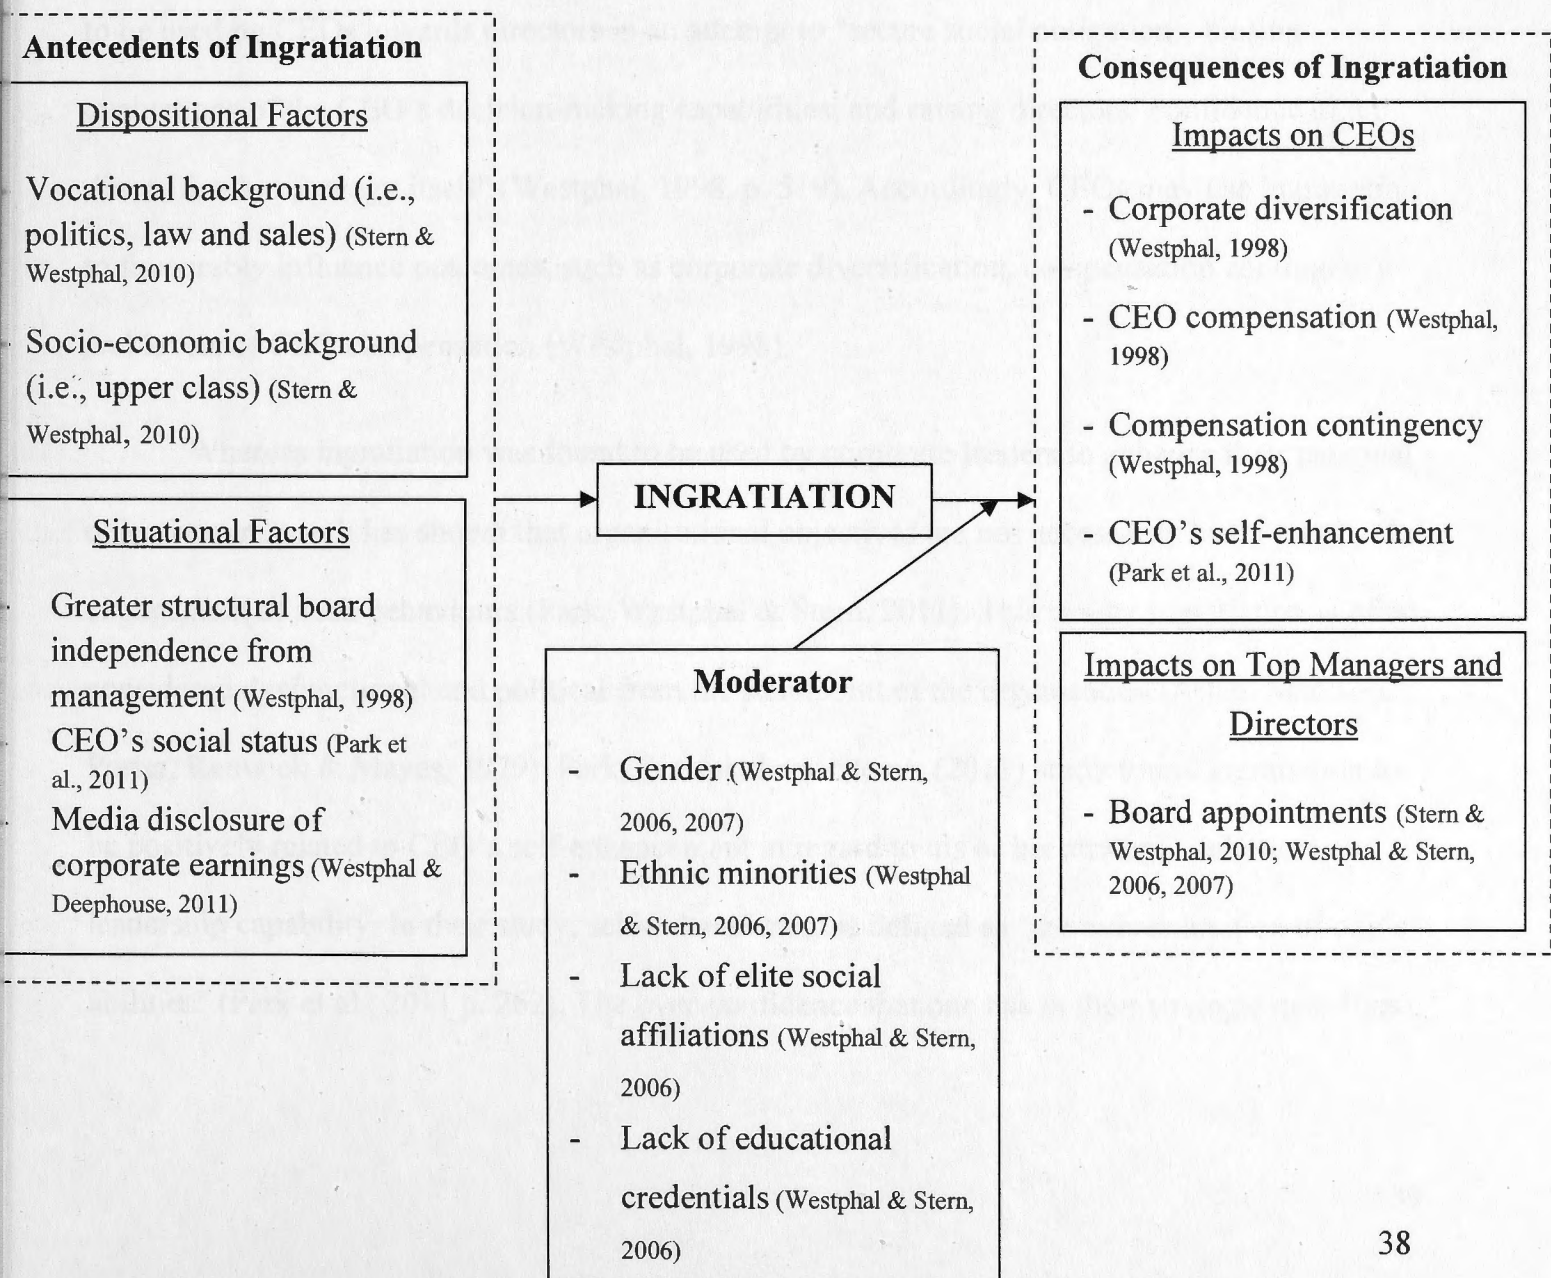 Antecedents of Ingratiation
Dispositional Factors
Vocational background (i.e.,
politics, law and sales) (Stern &
Westphal, 2010)
Socio-economic background
(i.e., upper class) (Stern &
Westphal, 2010)
Situational Factors
Greater structural board
independence from
management (Westphal, 1998)
CEO's social status (Park et
al., 2011)
Media disclosure of
corporate earnings (Westphal &
Deephouse, 2011)
INGRATIATION
Moderator
- Gender (Westphal & Stern,
2006, 2007)
- Ethnic minorities (Westphal
& Stern, 2006, 2007)
- Lack of elite social
affiliations (Westphal & Stern,
2006)
- Lack of educational
credentials (Westphal & Stern,
2006)
Consequences of Ingratiation
Impacts on CEOs
- Corporate diversification
(Westphal, 1998)
- CEO compensation (Westphal,
1998)
- Compensation contingency
(Westphal, 1998)
- CEO's self-enhancement
(Park et al., 2011)
Impacts on Top Managers and
Directors
- Board appointments (Stern &
Westphal, 2010; Westphal & Stern,
2006, 2007)
38